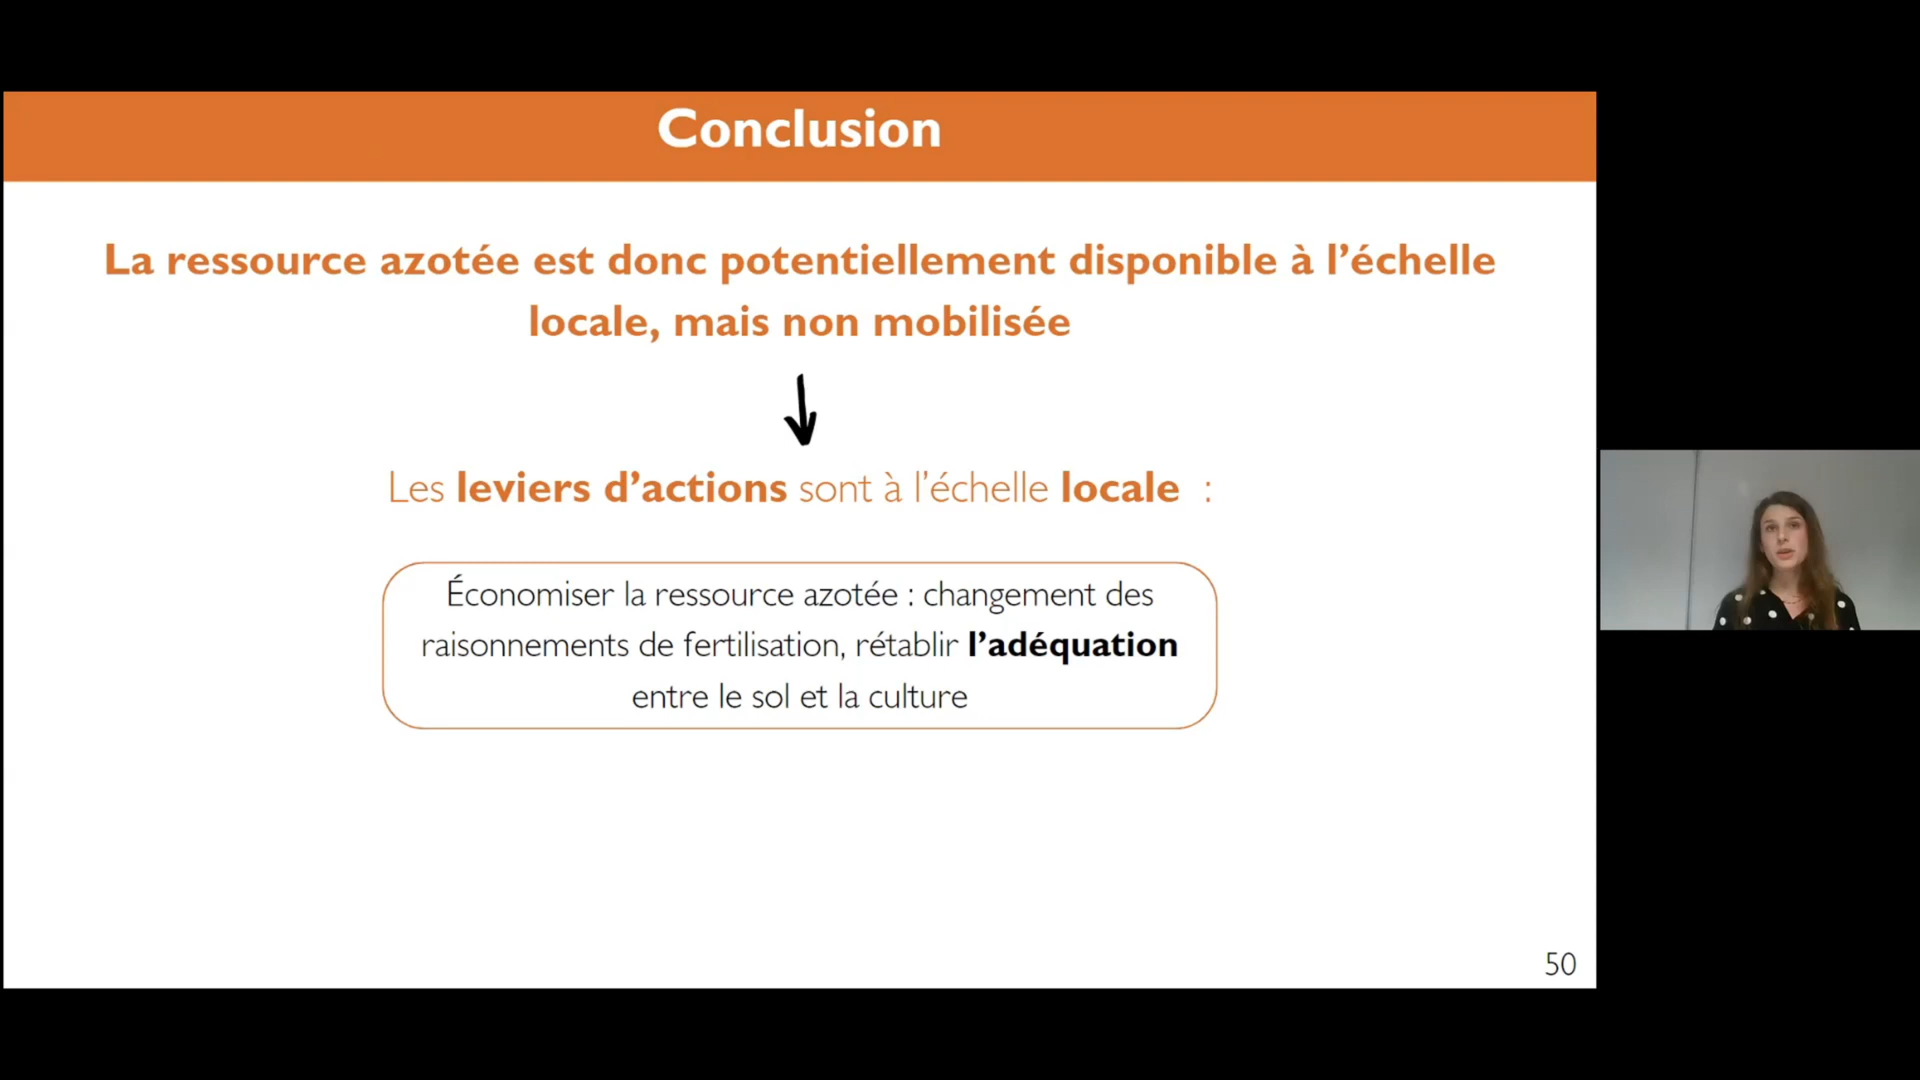 Conclusion
La ressource azotée est donc potentiellement disponible à l’échelle
locale, mais non mobilisée
Les leviers d’actions sont à l’échelle locale :
Économiser la ressource azotée : changement des
raisonnements de fertilisation, rétablir l’adéquation
entre le sol et la culture
50